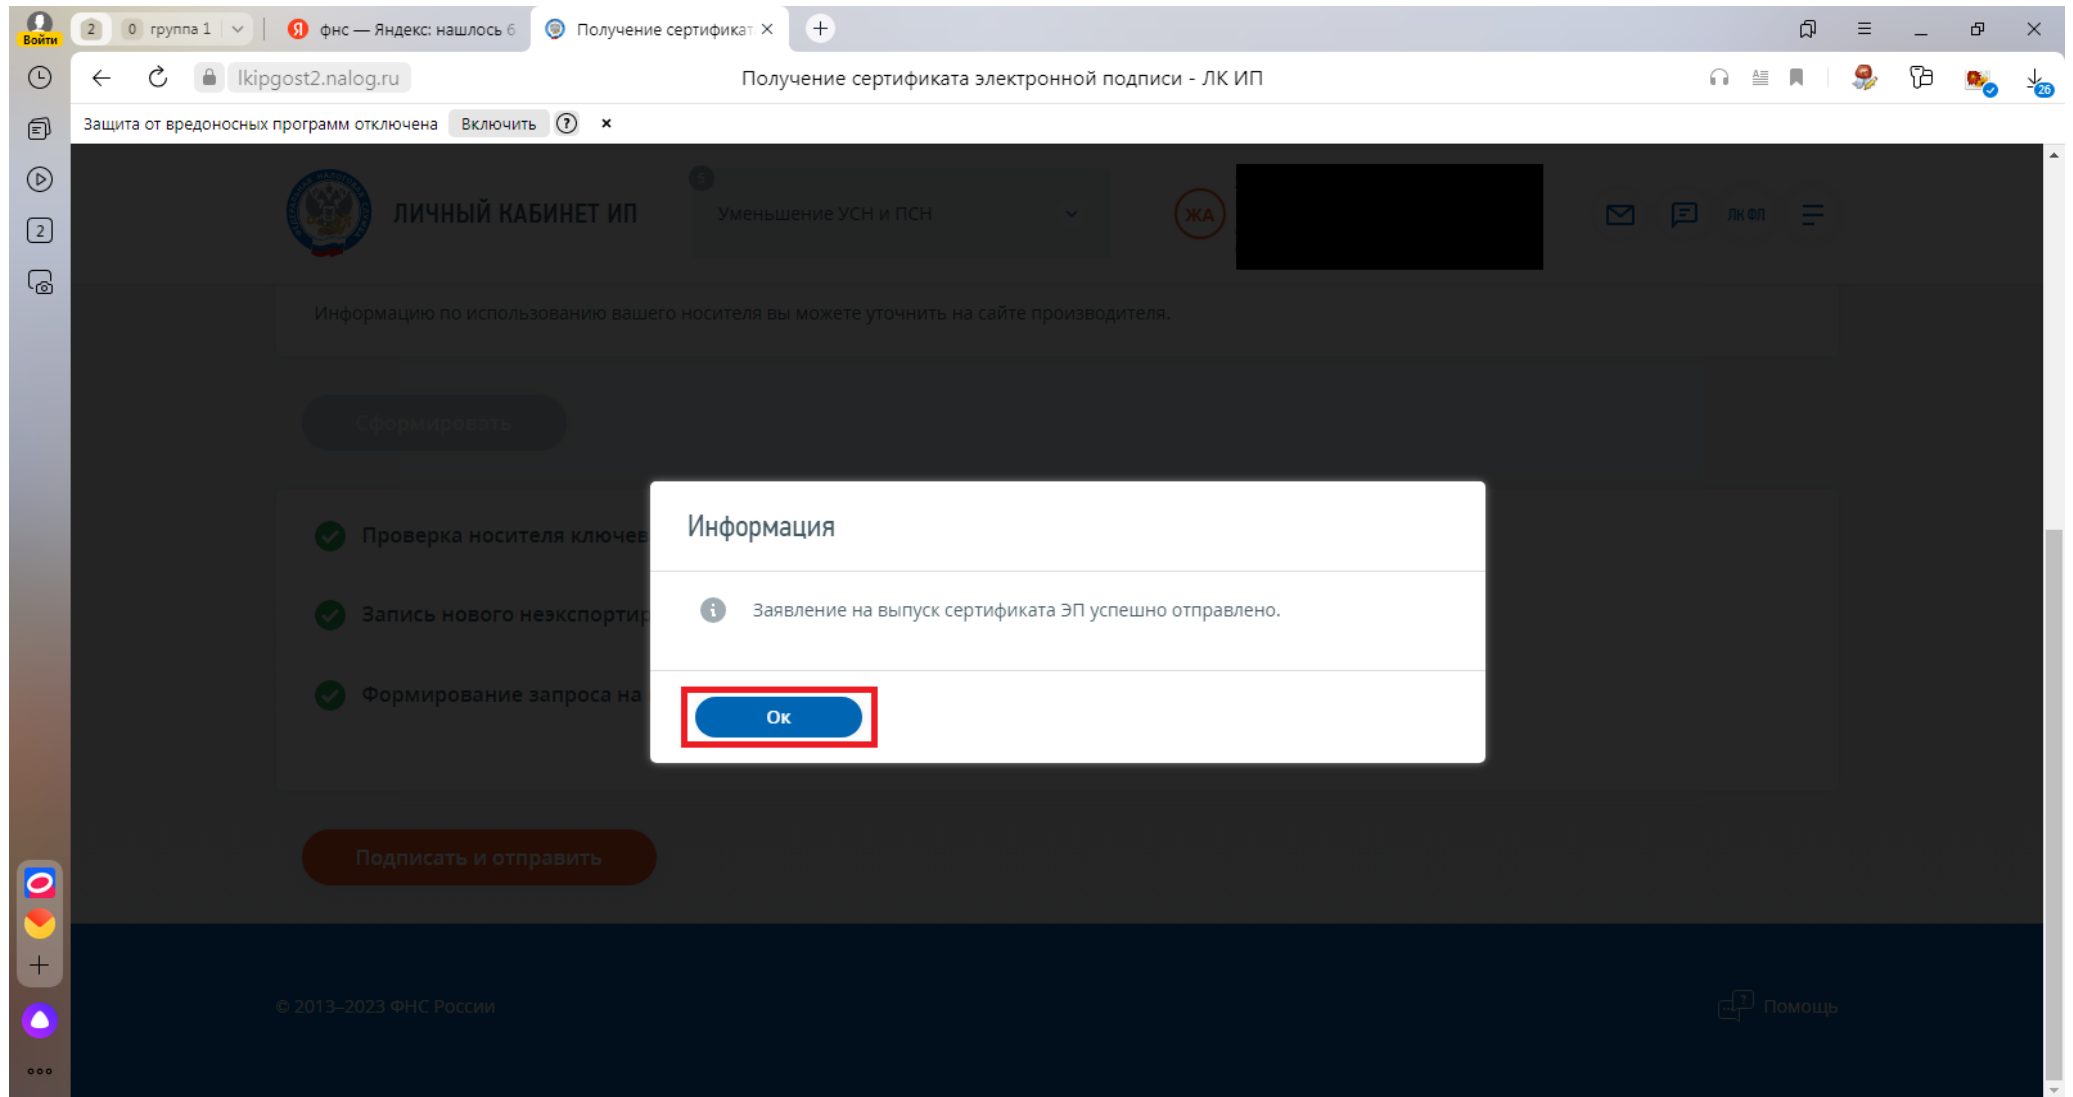 Войти
2
0 группа 1
фнс — Яндекс: нашлось 6
Получение сертификат
lkipgost2.nalog.ru
Получение сертификата электронной подписи - ЛК ИП
26
Защита от вредоносных программ отключена
Включить
?
2
ЛИЧНЫЙ КАБИНЕТ ИП
5
Уменьшение УСН и ПСН
ЖА
ЛК ФЛ
Информацию по использованию вашего носителя вы можете уточнить на сайте производителя.
Сформировать
Проверка носителя ключев
Запись нового неэкспортир
Формирование запроса на
Информация
Заявление на выпуск сертификата ЭП успешно отправлено.
Ок
Подписать и отправить
© 2013–2023 ФНС России
Помощь